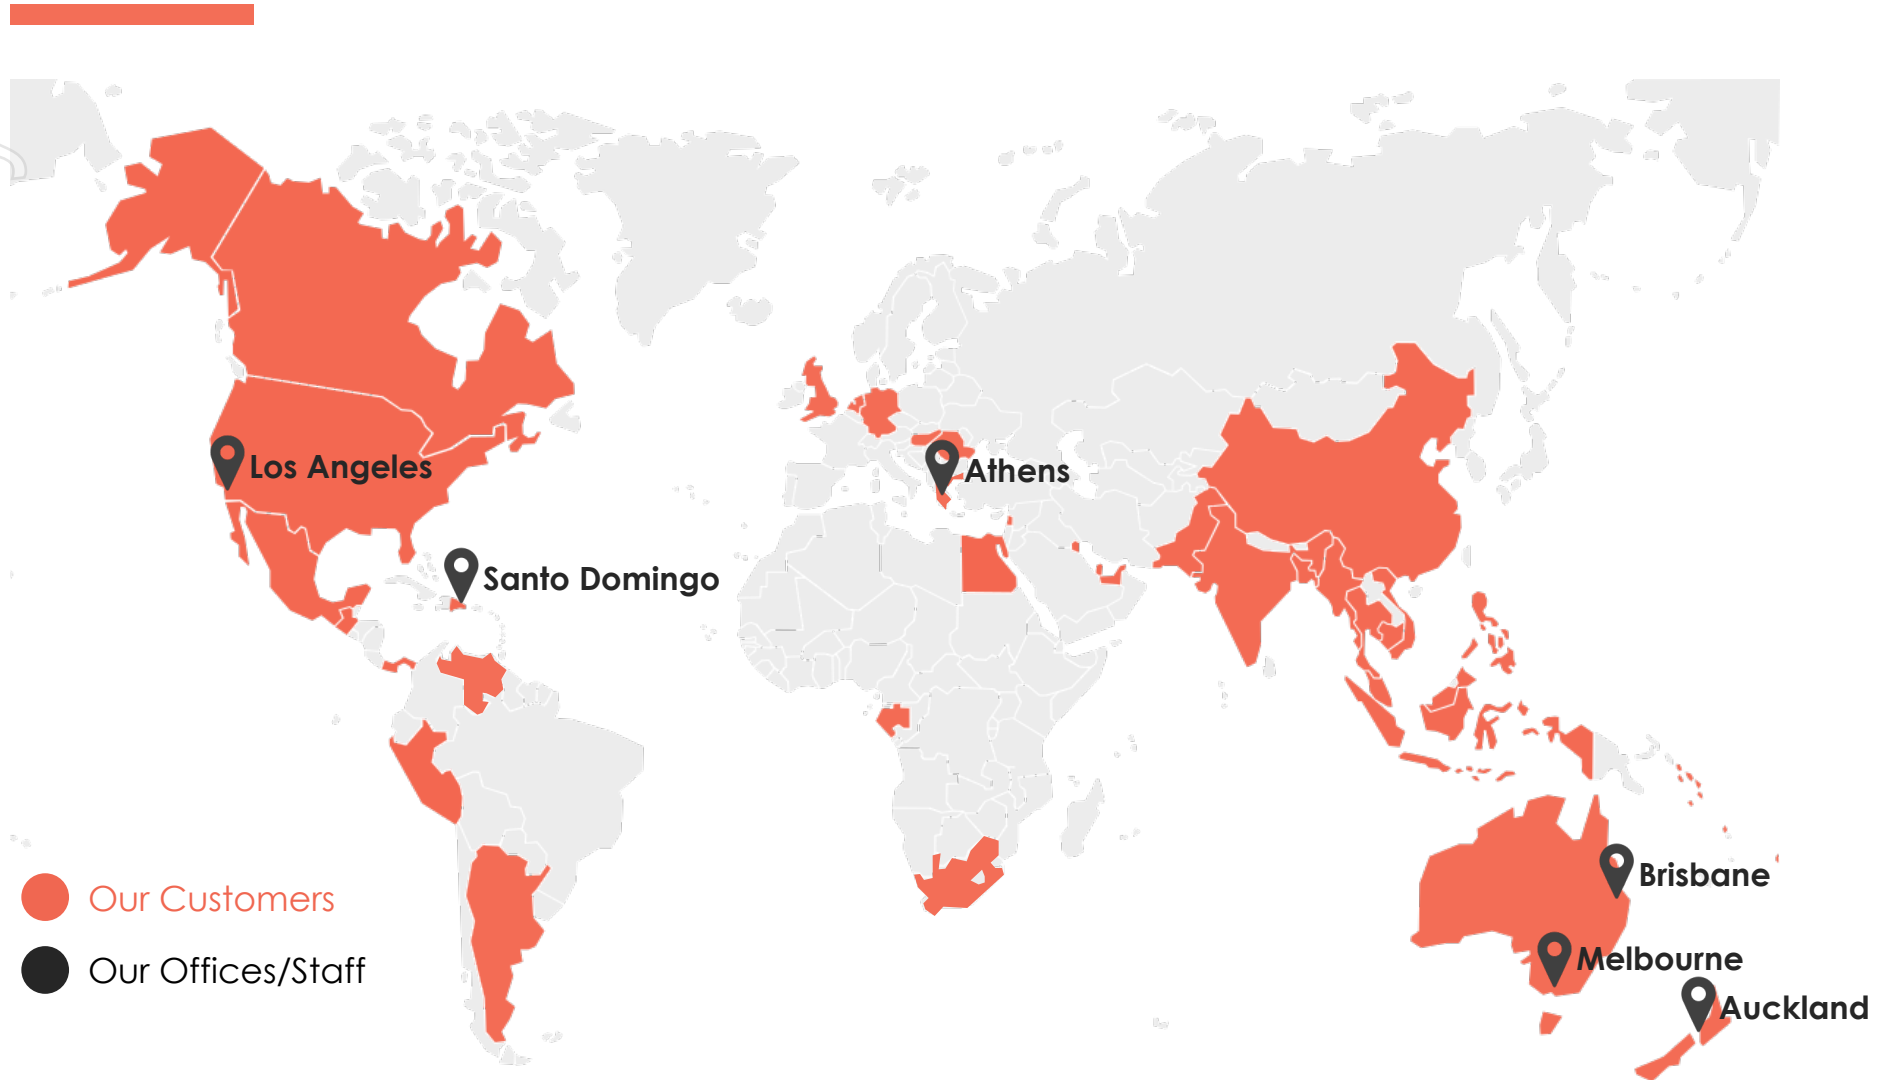 Los Angeles
Athens
Santo Domingo
Brisbane
Melbourne
Auckland
Our Customers
Our Offices/Staff